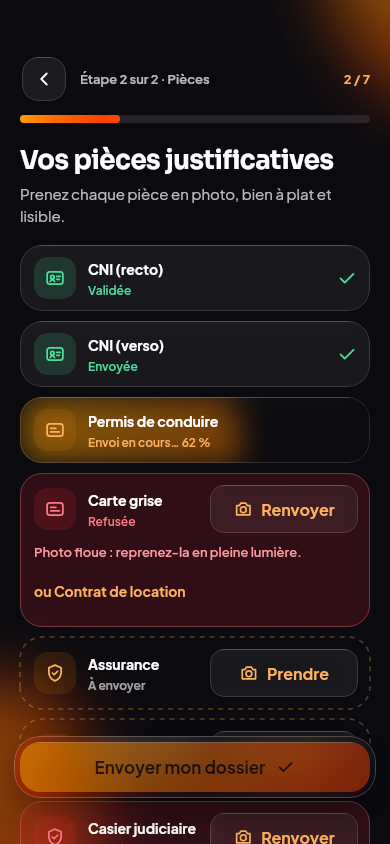 Étape 2 sur 2 · Pièces
2 / 7
Vos pièces justificatives
Prenez chaque pièce en photo, bien à plat et
lisible.
CNI (recto)
Validée
CNI (verso)
Envoyée
Permis de conduire
Envoi en cours… 62 %
Carte grise
Refusée
Renvoyer
Photo floue : reprenez-la en pleine lumière.
ou Contrat de location
Assurance
À envoyer
Prendre
Envoyer mon dossier
Casier judiciaire
Renvoyer